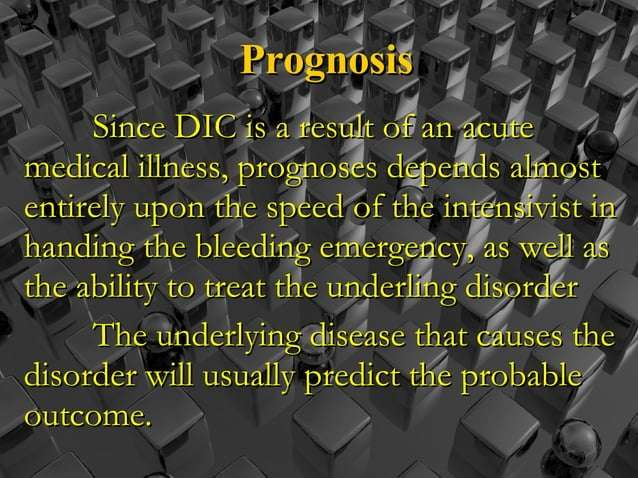 Prognosis
Since DIC is a result of an acute
medical illness, prognoses depends almost
entirely upon the speed of the intensivist in
handing the bleeding emergency, as well as
the ability to treat the underling disorder
The underlying disease that causes the
disorder will usually predict the probable
outcome.